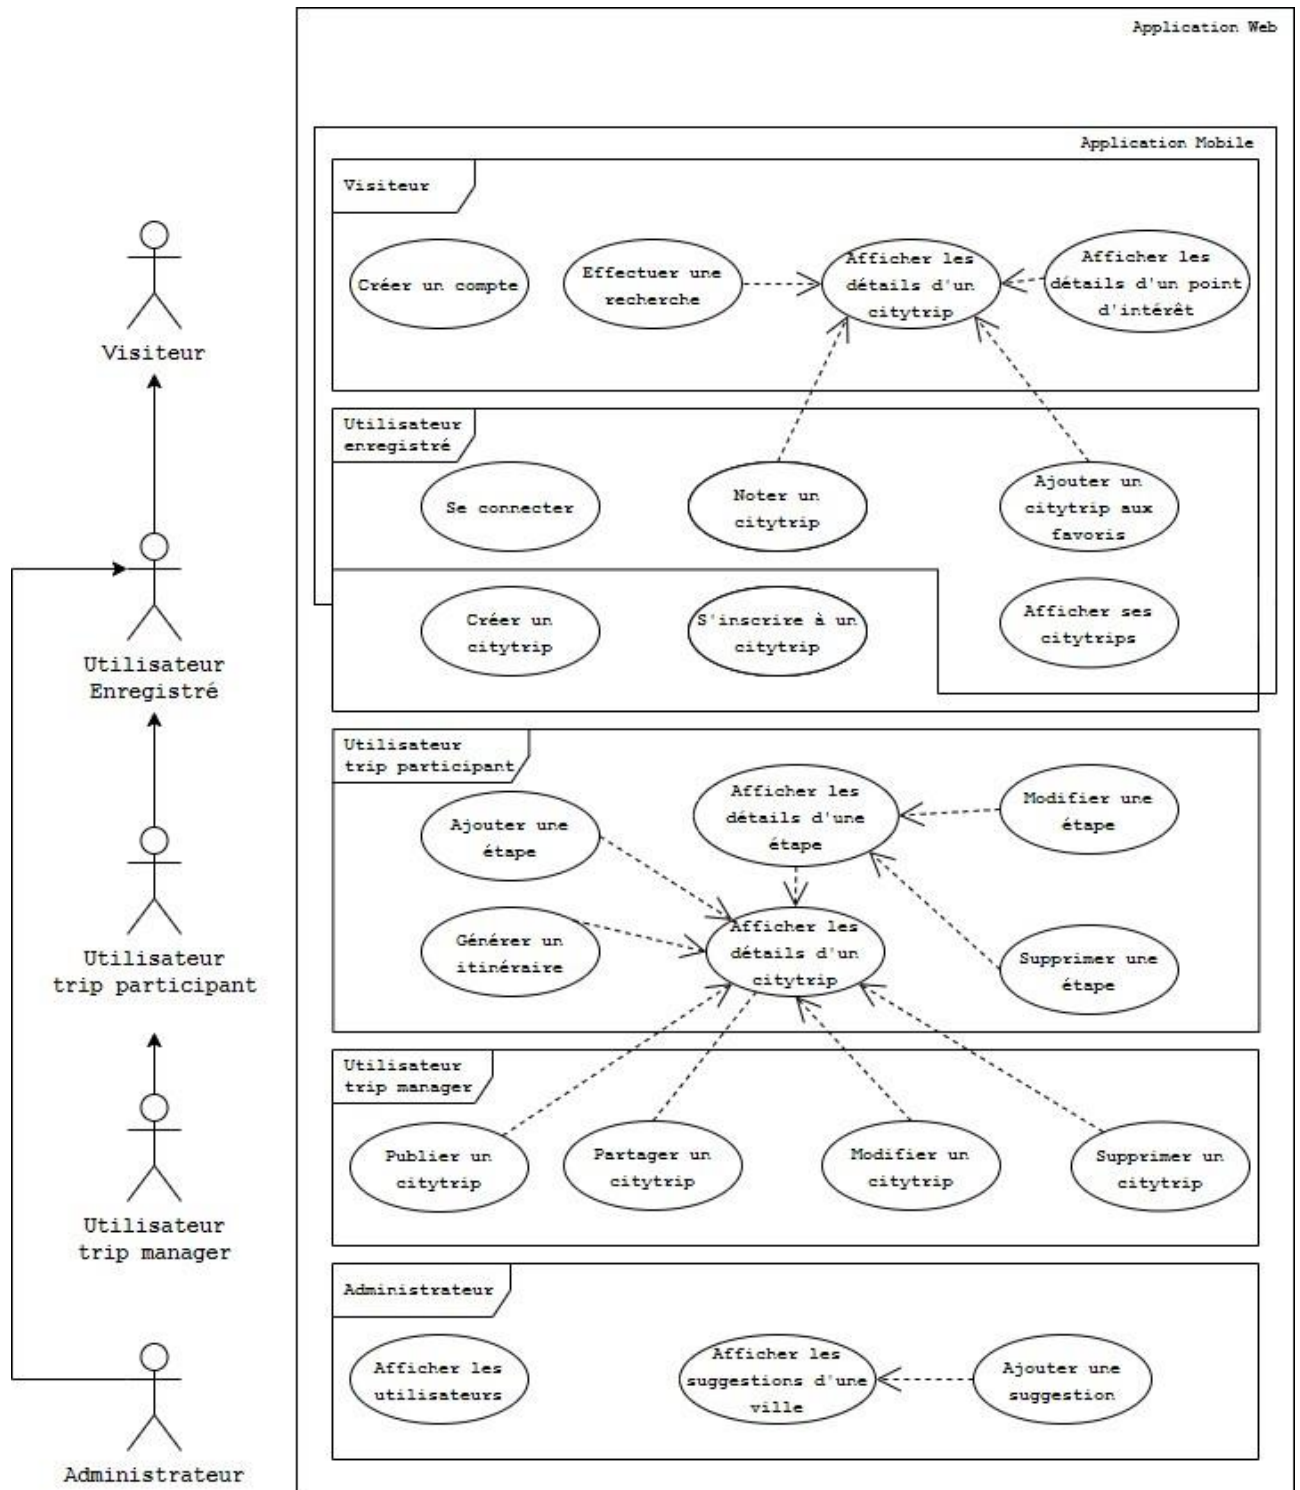 Application Web
Application Mobile
Visiteur
Créer un compte
Effectuer une
recherche
Afficher les
détails d'un
citytrip
Afficher les
détails d'un point
d'intérêt
Visiteur
Utilisateur
enregistré
Se connecter
Noter un
citytrip
Ajouter un
citytrip aux
favoris
Créer un
citytrip
S'inscrire à un
citytrip
Afficher ses
citytrips
Utilisateur
Enregistré
Utilisateur
trip participant
Ajouter une
étape
Afficher les
détails d'une
étape
Modifier une
étape
Générer un
itinéraire
Afficher les
détails d'un
citytrip
Supprimer une
étape
Utilisateur
trip participant
Utilisateur
trip manager
Publier un
citytrip
Partager un
citytrip
Modifier un
citytrip
Supprimer un
citytrip
Utilisateur
trip manager
Administrateur
Afficher les
utilisateurs
Afficher les
suggestions d'une
ville
Ajouter une
suggestion
Administrateur